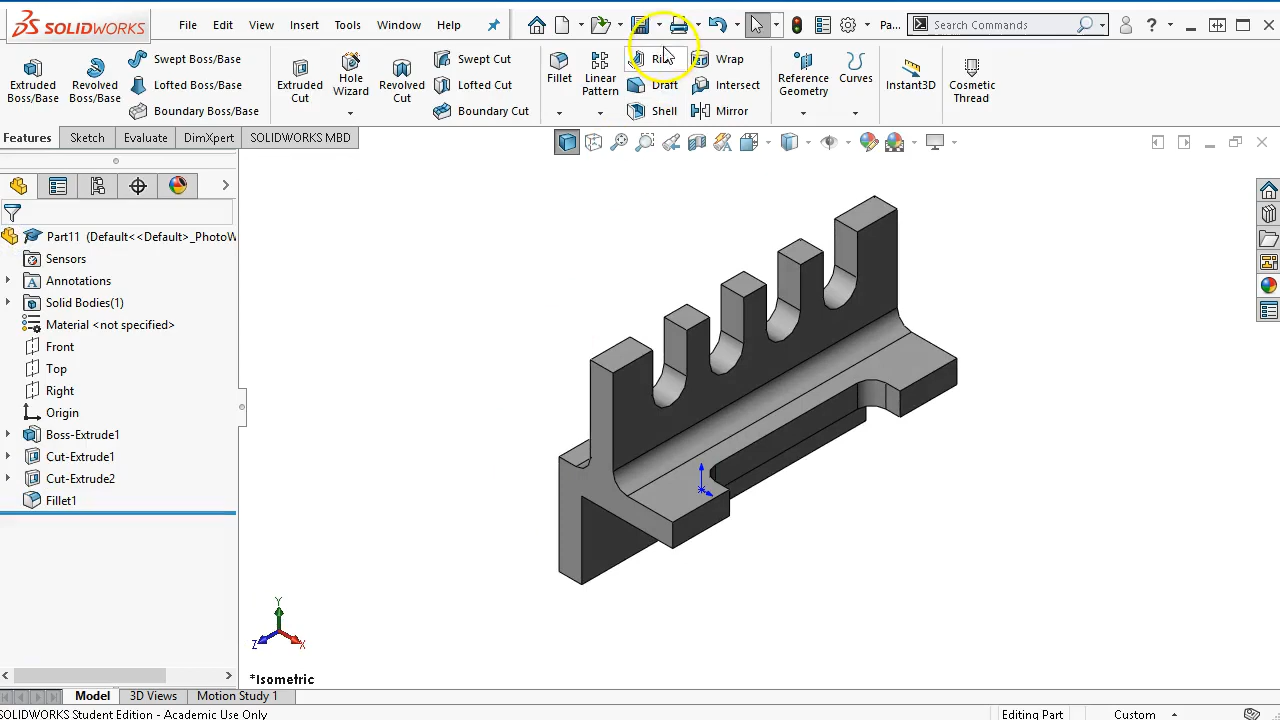 SOLIDWORKS File Edit View Insert Tools Window Help Pa... Search Commands ?
Extruded Boss/Base
Revolved Boss/Base
Swept Boss/Base
Lofted Boss/Base
Boundary Boss/Base
Extruded Cut
Hole Wizard
Revolved Cut
Swept Cut
Lofted Cut
Boundary Cut
Fillet
Linear Pattern
Draft
Shell
Wrap
Intersect
Mirror
Reference Geometry
Curves
Instant3D
Cosmetic Thread
Features Sketch Evaluate DimXpert SOLIDWORKS MBD
Part11 (Default<<Default>_PhotoW
Sensors
Annotations
Solid Bodies(1)
Material <not specified>
Front
Top
Right
Origin
Boss-Extrude1
Cut-Extrude1
Cut-Extrude2
Fillet1
Y
Z
X
*Isometric
Model 3D Views Motion Study 1
SOLIDWORKS Student Edition - Academic Use Only Editing Part Custom